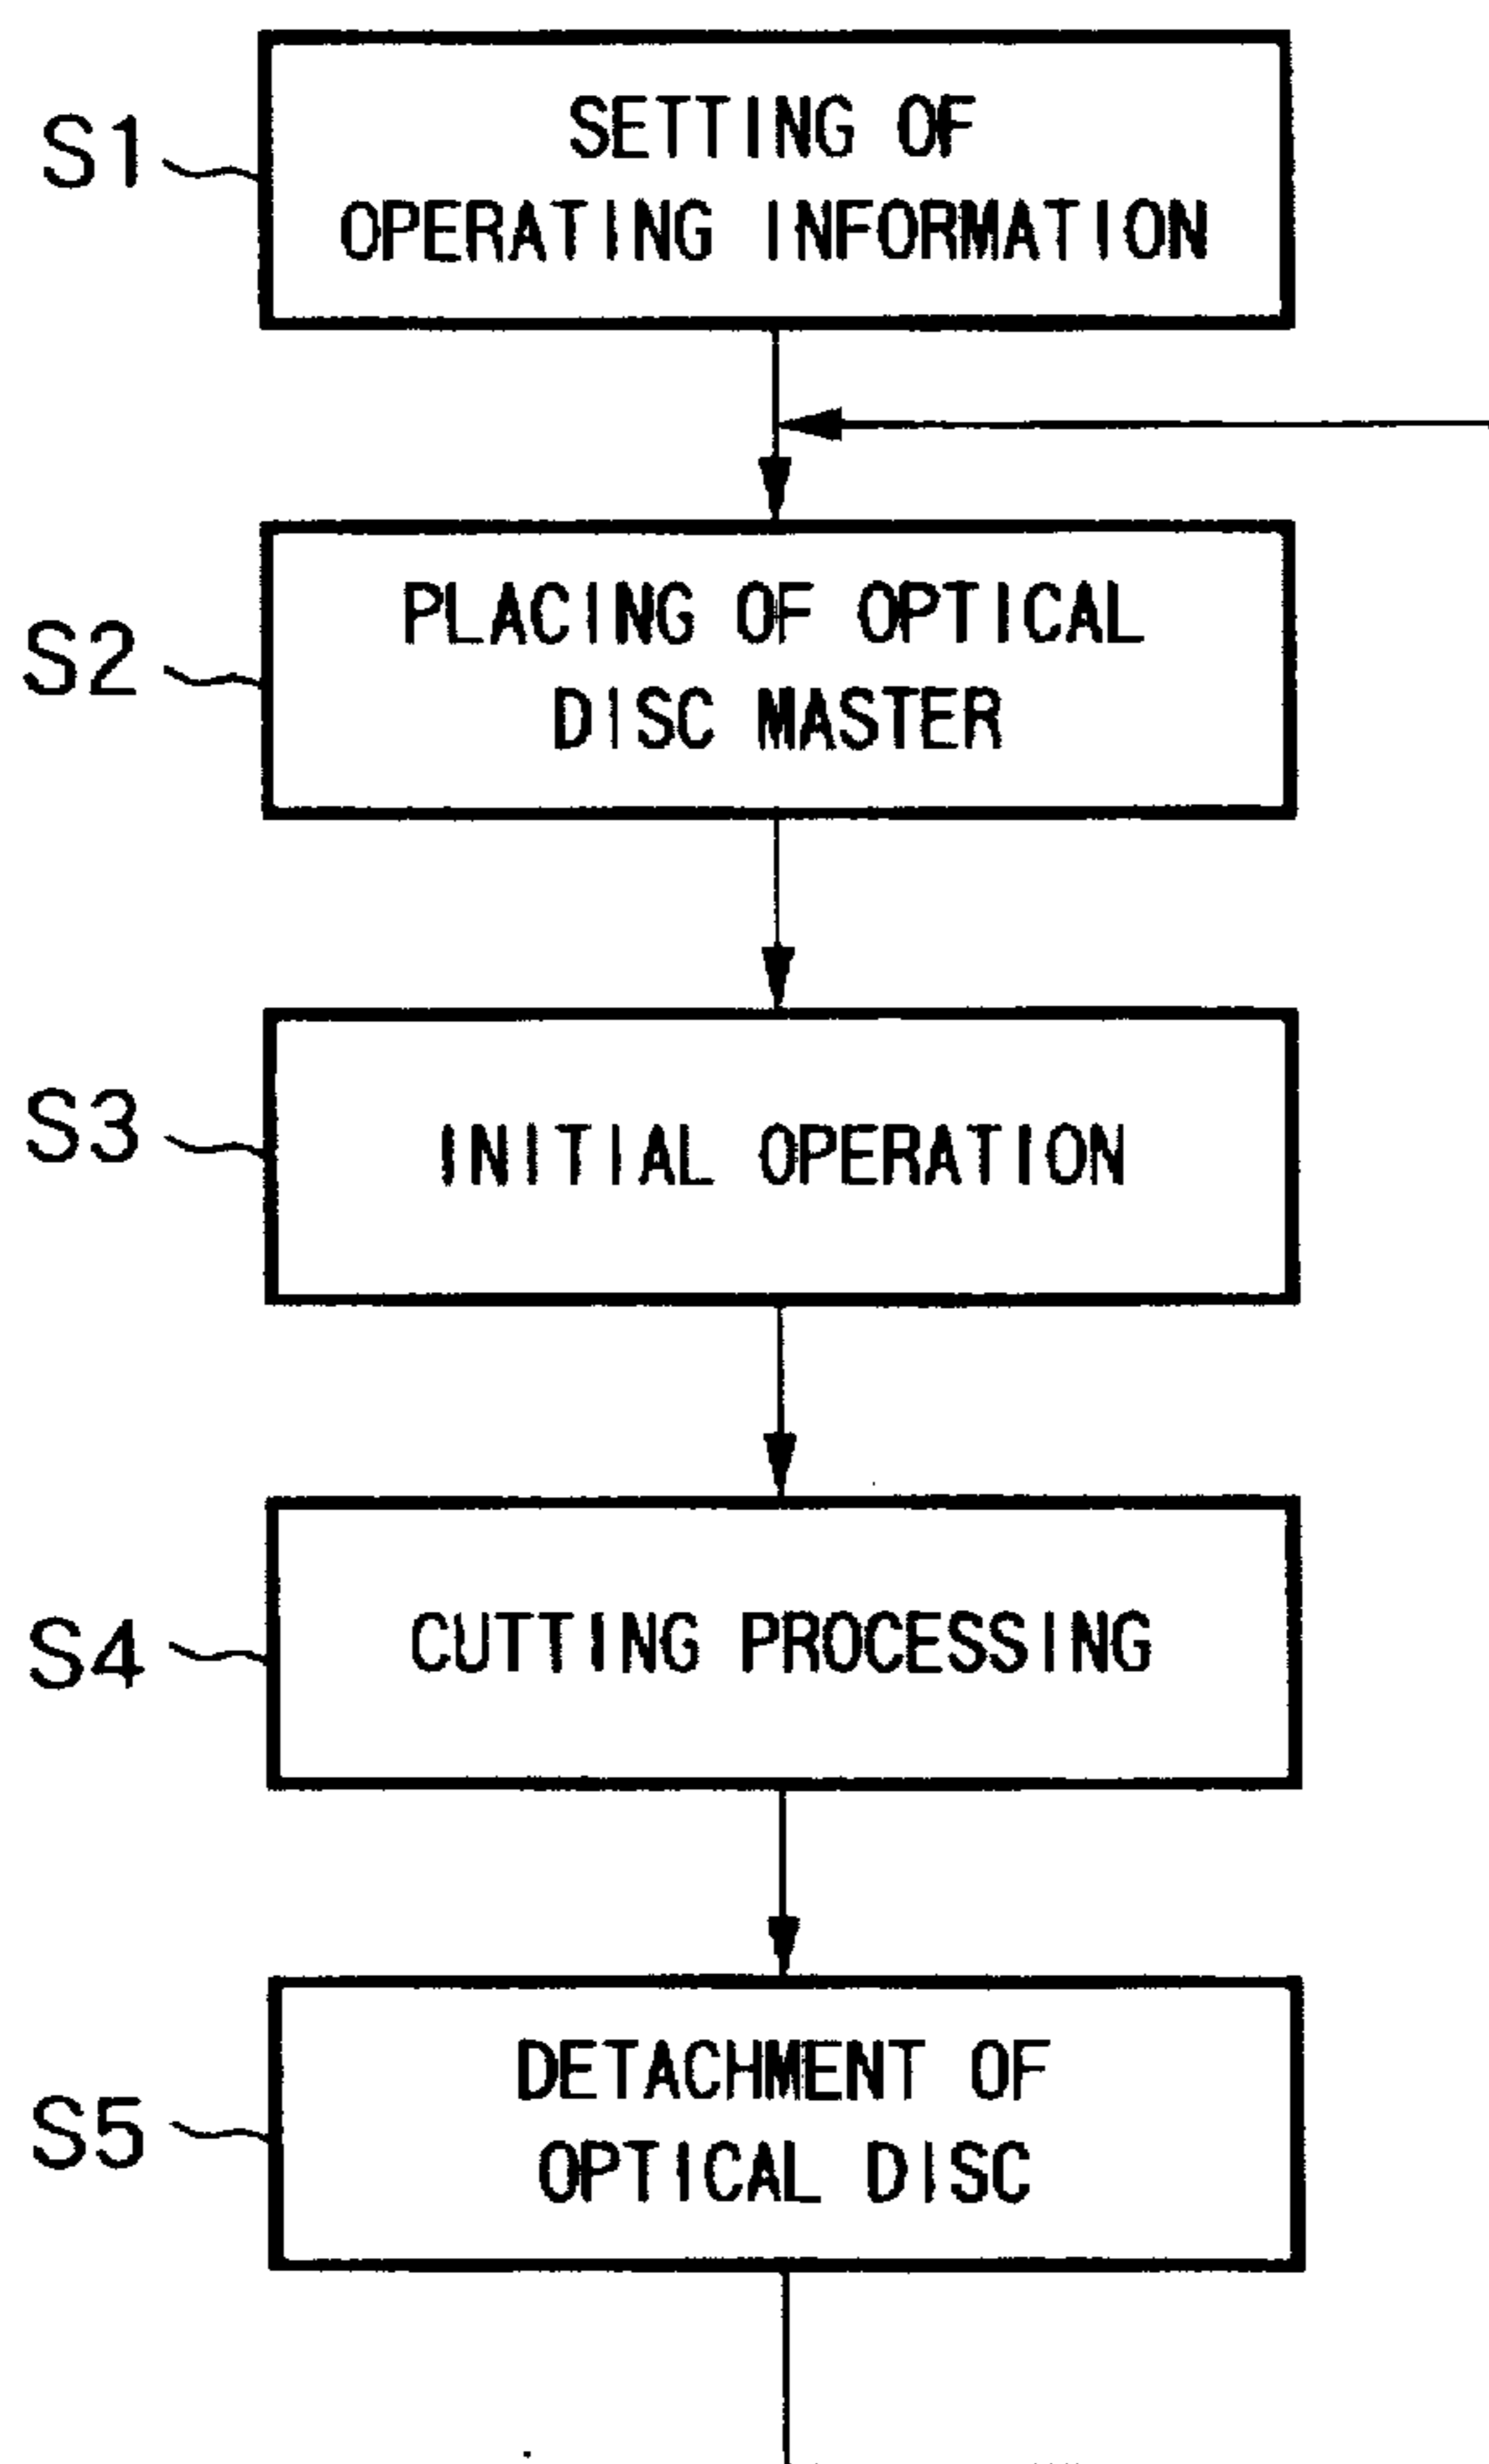 S1
SETTING OF
OPERATING INFORMATION
S2
PLACING OF OPTICAL
DISC MASTER
S3
INITIAL OPERATION
S4
CUTTING PROCESSING
S5
DETACHMENT OF
OPTICAL DISC